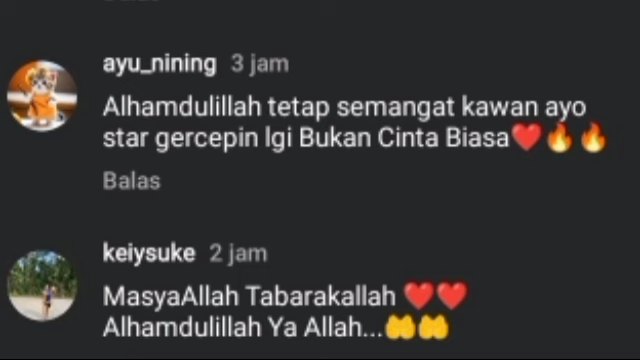 Balas
ayu_nining 3 jam
Alhamdulillah tetap semangat kawan ayo
star gercepin lgi Bukan Cinta Biasa❤️🔥🔥
Balas
keiysuke 2 jam
MasyaAllah Tabarakallah ❤️❤️
Alhamdulillah Ya Allah...🤲🤲